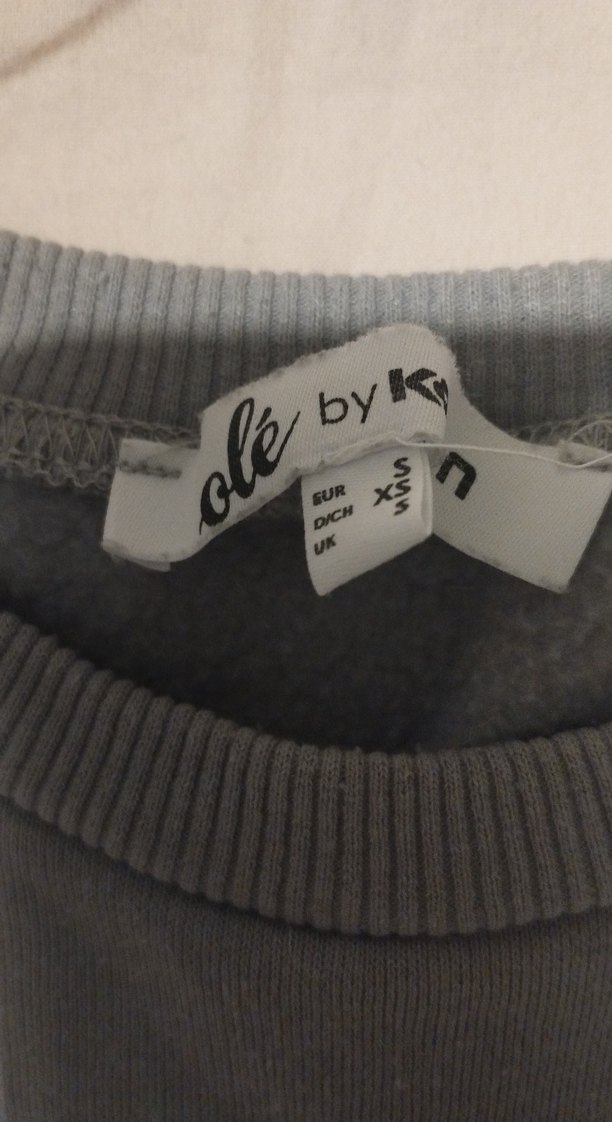 olé by
EUR S
D/CH XS
UK S